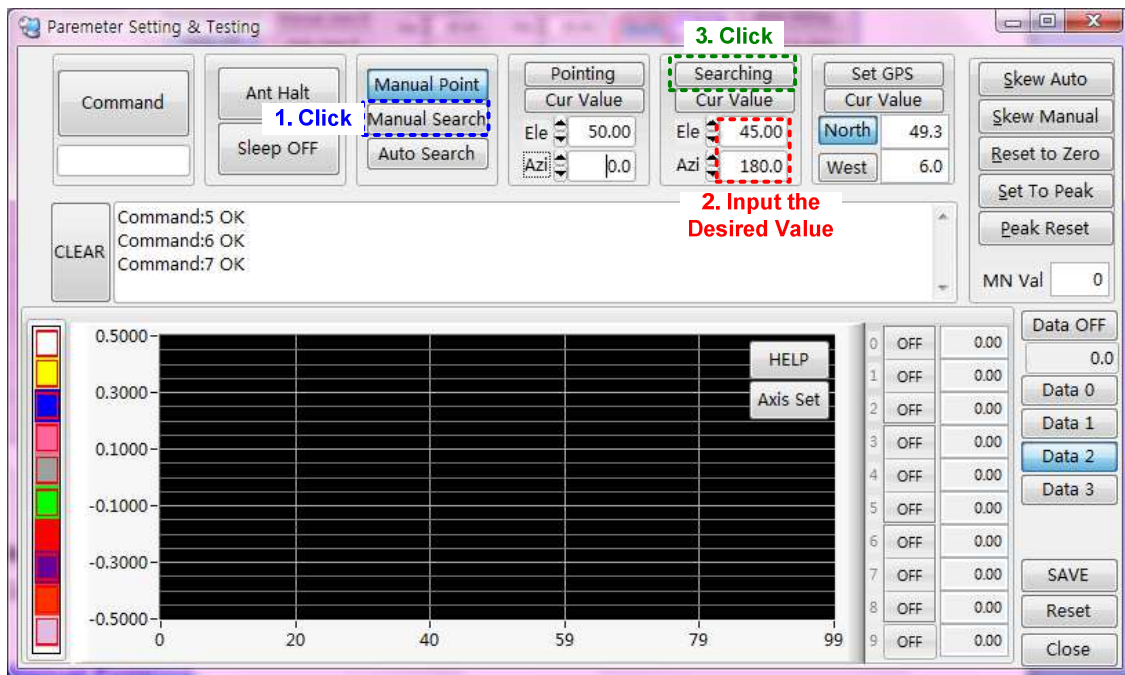 Paremeter Setting & Testing
3. Click
Command
Ant Halt
Sleep OFF
1. Click
Manual Point
Manual Search
Auto Search
Pointing
Cur Value
Ele 50.00
Azi 0.0
Searching
Cur Value
Ele 45.00
Azi 180.0
2. Input the
Desired Value
Set GPS
Cur Value
North 49.3
West 6.0
Skew Auto
Skew Manual
Reset to Zero
Set To Peak
Peak Reset
MN Val 0
CLEAR
Command:5 OK
Command:6 OK
Command:7 OK
0.5000
0.3000
0.1000
-0.1000
-0.3000
-0.5000
0 20 40 59 79 99
HELP
Axis Set
0 OFF 0.00
1 OFF 0.00
2 OFF 0.00
3 OFF 0.00
4 OFF 0.00
5 OFF 0.00
6 OFF 0.00
7 OFF 0.00
8 OFF 0.00
9 OFF 0.00
Data OFF
0.0
Data 0
Data 1
Data 2
Data 3
SAVE
Reset
Close